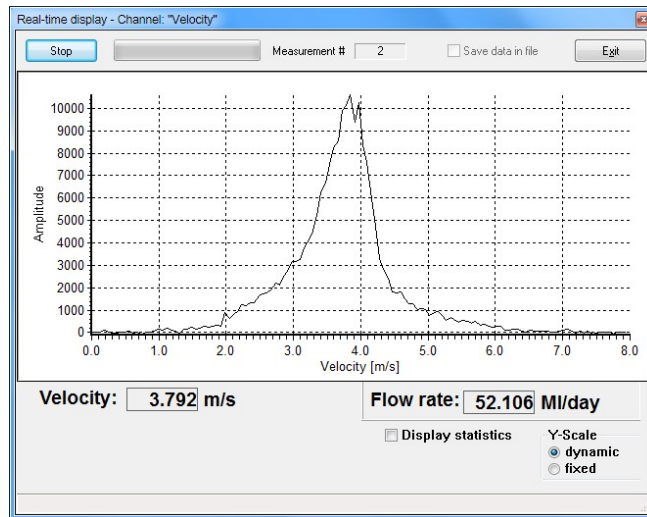 Real-time display - Channel: "Velocity"
Stop Measurement # 2 Save data in file Exit
10000
9000
8000
7000
6000
5000
4000
3000
2000
1000
0
Amplitude
0.0 1.0 2.0 3.0 4.0 5.0 6.0 7.0 8.0
Velocity [m/s]
Velocity: 3.792 m/s Flow rate: 52.106 Ml/day
Display statistics Y-Scale
dynamic
fixed